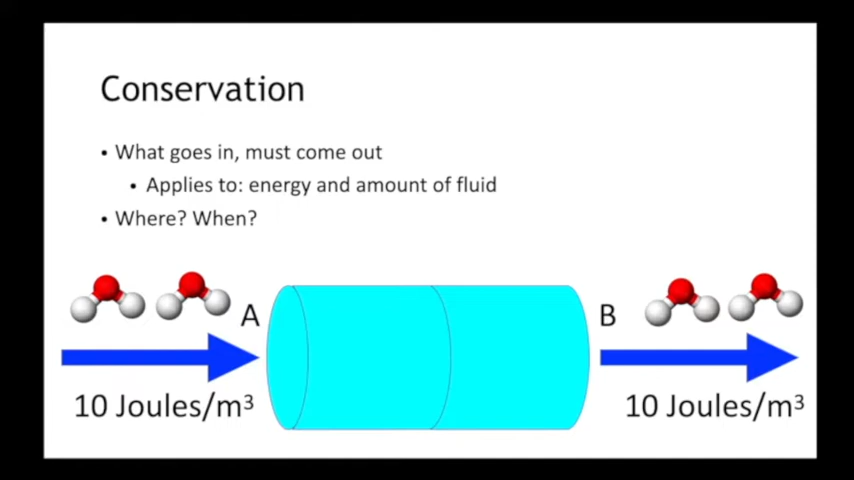 Conservation
• What goes in, must come out
• Applies to: energy and amount of fluid
• Where? When?
A
B
10 Joules/m³
10 Joules/m³